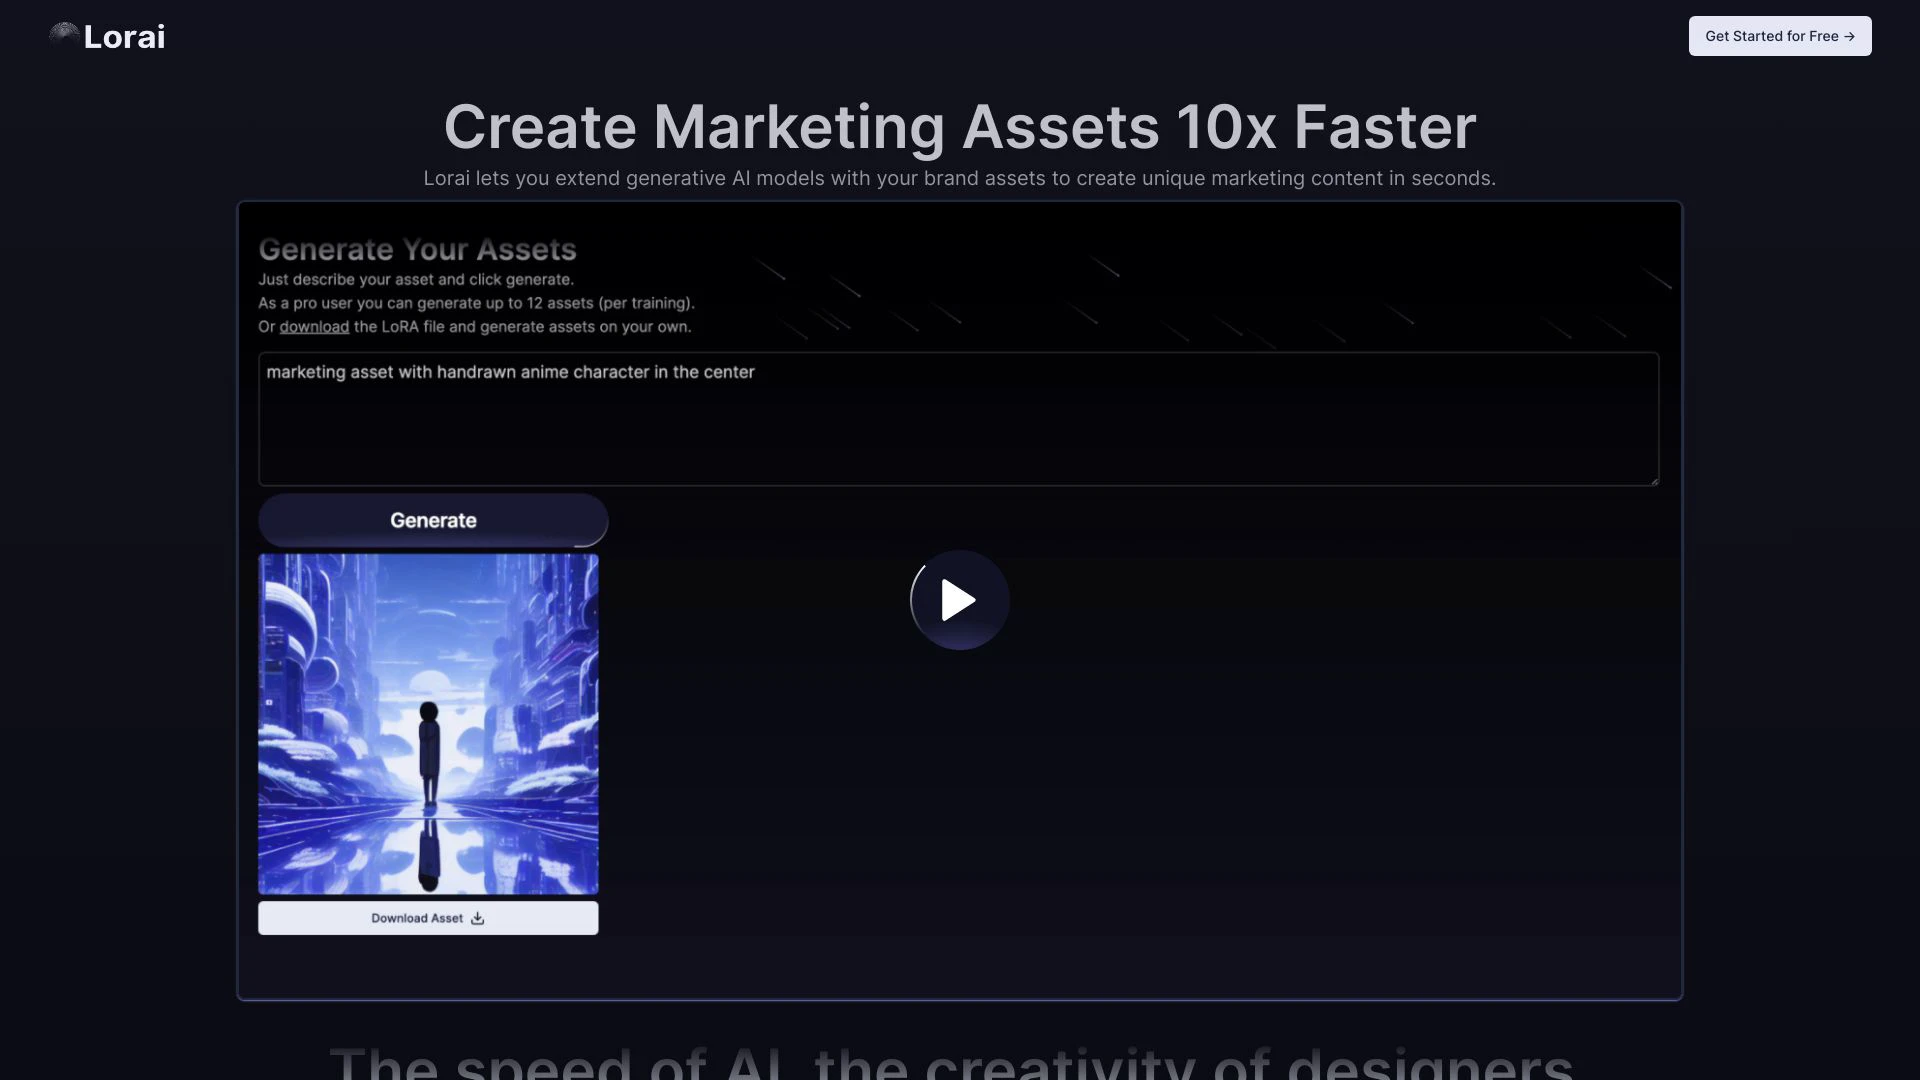 Lorai
Get Started for Free →
Create Marketing Assets 10x Faster
Lorai lets you extend generative AI models with your brand assets to create unique marketing content in seconds.
Generate Your Assets
Just describe your asset and click generate.
As a pro user you can generate up to 12 assets (per training).
Or download the LoRA file and generate assets on your own.
marketing asset with handrawn anime character in the center
Generate
Download Asset
The speed of AI, the creativity of designers